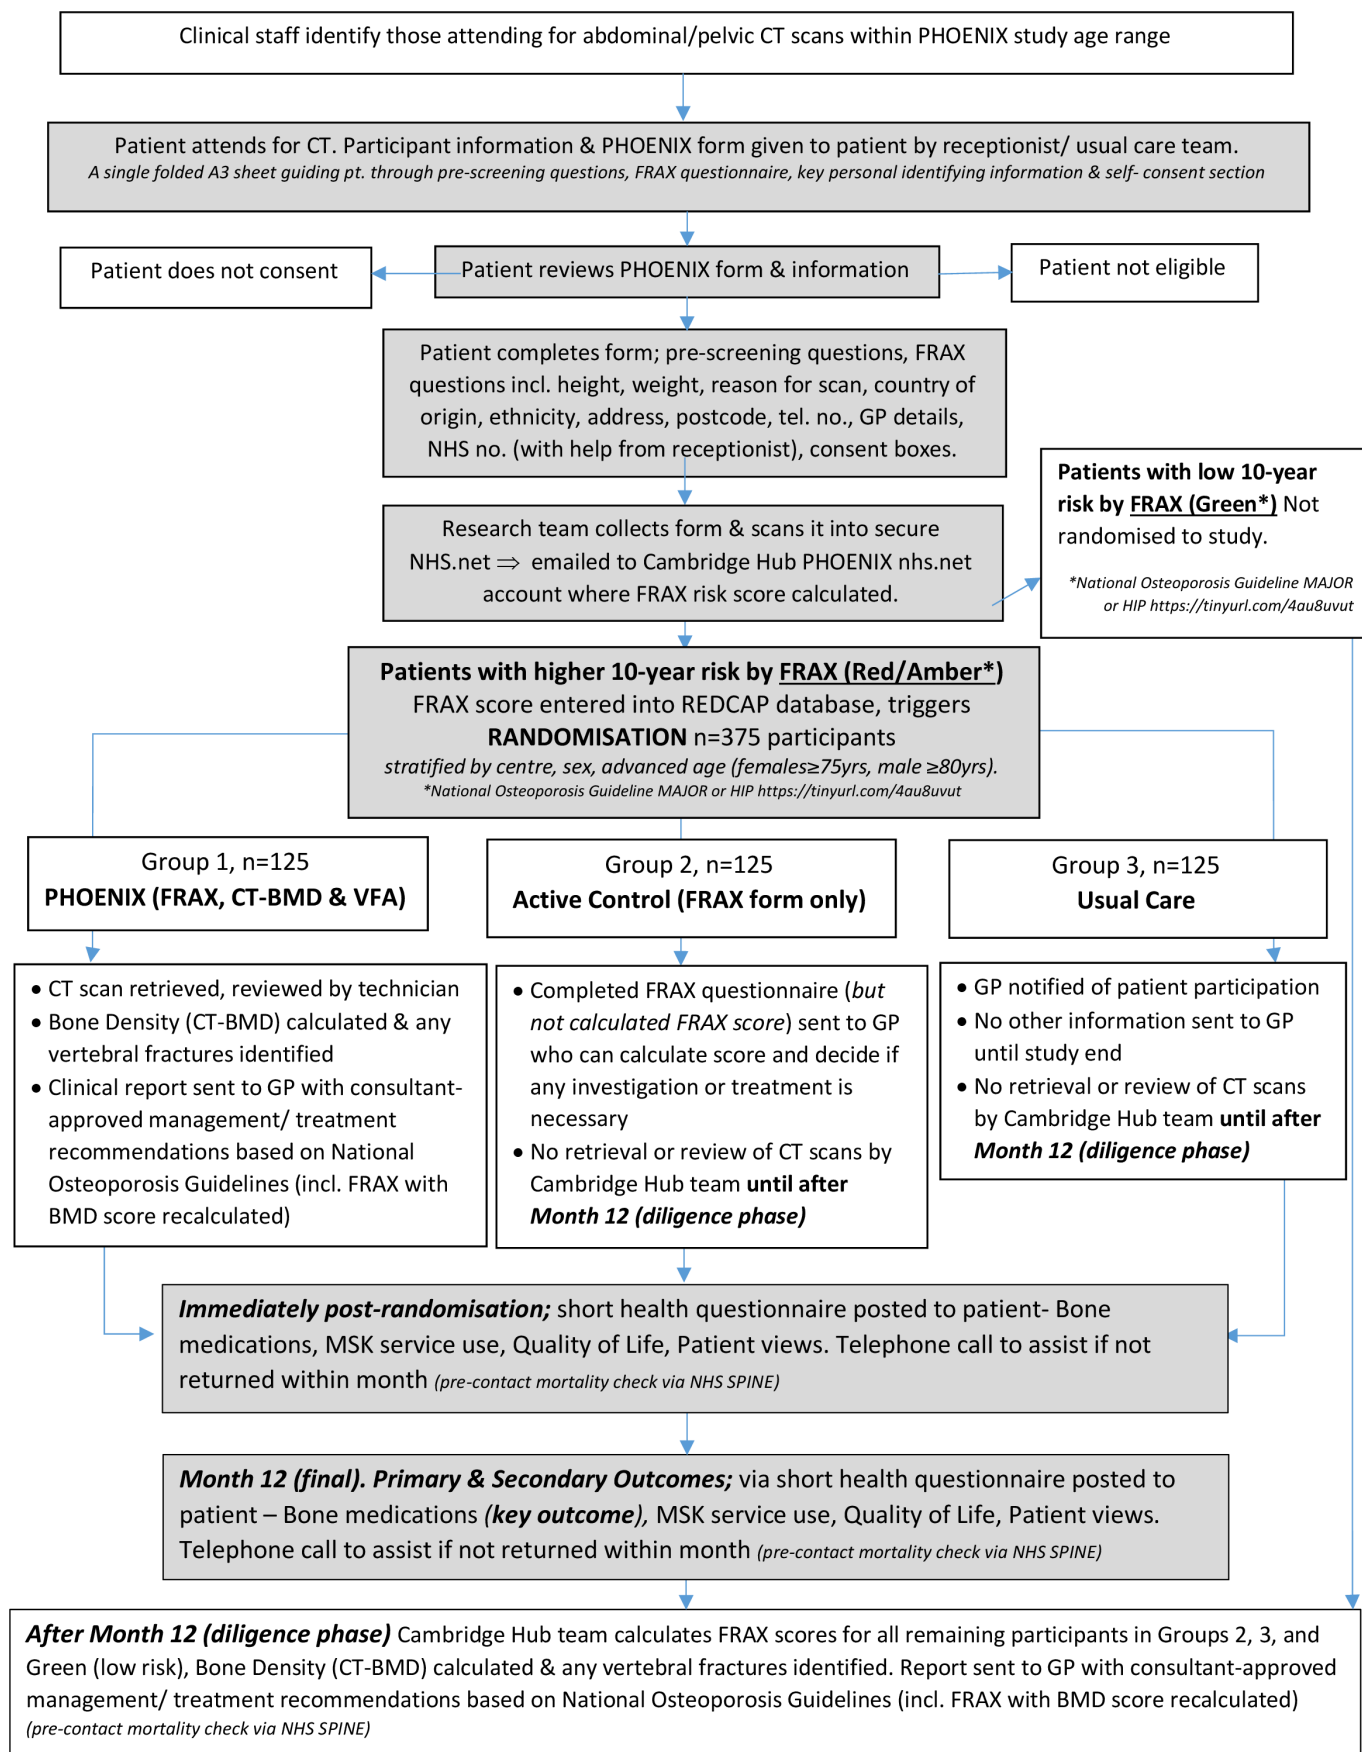 Clinical staff identify those attending for abdominal/pelvic CT scans within PHOENIX study age range
Patient attends for CT. Participant information & PHOENIX form given to patient by receptionist/ usual care team.
A single folded A3 sheet guiding pt. through pre-screening questions, FRAX questionnaire, key personal identifying information & self- consent section
Patient does not consent
Patient reviews PHOENIX form & information
Patient not eligible
Patient completes form; pre-screening questions, FRAX
questions incl. height, weight, reason for scan, country of
origin, ethnicity, address, postcode, tel. no., GP details,
NHS no. (with help from receptionist), consent boxes.
Patients with low 10-year
risk by FRAX (Green*) Not
randomised to study.
*National Osteoporosis Guideline MAJOR
or HIP https://tinyurl.com/4au8uvut
Research team collects form & scans it into secure
NHS.net ⇒ emailed to Cambridge Hub PHOENIX nhs.net
account where FRAX risk score calculated.
Patients with higher 10-year risk by FRAX (Red/Amber*)
FRAX score entered into REDCAP database, triggers
RANDOMISATION n=375 participants
stratified by centre, sex, advanced age (females≥75yrs, male ≥80yrs).
*National Osteoporosis Guideline MAJOR or HIP https://tinyurl.com/4au8uvut
Group 1, n=125
PHOENIX (FRAX, CT-BMD & VFA)
Group 2, n=125
Active Control (FRAX form only)
Group 3, n=125
Usual Care
• CT scan retrieved, reviewed by technician
• Bone Density (CT-BMD) calculated & any
vertebral fractures identified
• Clinical report sent to GP with consultant-
approved management/ treatment
recommendations based on National
Osteoporosis Guidelines (incl. FRAX with
BMD score recalculated)
• Completed FRAX questionnaire (but
not calculated FRAX score) sent to GP
who can calculate score and decide if
any investigation or treatment is
necessary
• No retrieval or review of CT scans by
Cambridge Hub team until after
Month 12 (diligence phase)
• GP notified of patient participation
• No other information sent to GP
until study end
• No retrieval or review of CT scans
by Cambridge Hub team until after
Month 12 (diligence phase)
Immediately post-randomisation; short health questionnaire posted to patient- Bone
medications, MSK service use, Quality of Life, Patient views. Telephone call to assist if not
returned within month (pre-contact mortality check via NHS SPINE)
Month 12 (final). Primary & Secondary Outcomes; via short health questionnaire posted to
patient – Bone medications (key outcome), MSK service use, Quality of Life, Patient views.
Telephone call to assist if not returned within month (pre-contact mortality check via NHS SPINE)
After Month 12 (diligence phase) Cambridge Hub team calculates FRAX scores for all remaining participants in Groups 2, 3, and
Green (low risk), Bone Density (CT-BMD) calculated & any vertebral fractures identified. Report sent to GP with consultant-approved
management/ treatment recommendations based on National Osteoporosis Guidelines (incl. FRAX with BMD score recalculated)
(pre-contact mortality check via NHS SPINE)